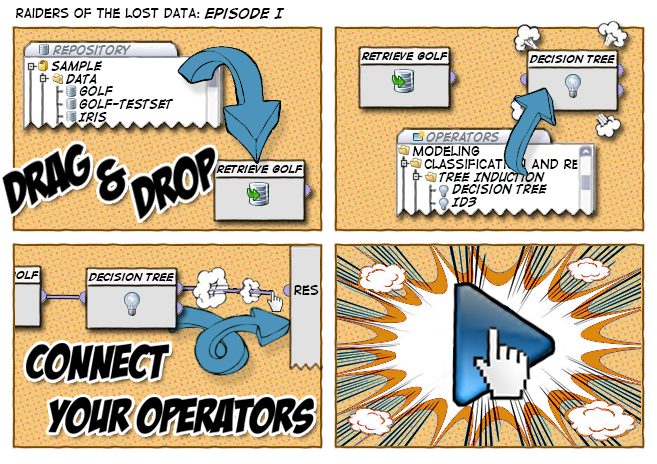 RAIDERS OF THE LOST DATA: EPISODE I
REPOSITORY
SAMPLE
DATA
GOLF
GOLF-TESTSET
IRIS
DRAG & DROP
RETRIEVE GOLF
RETRIEVE GOLF
DECISION TREE
OPERATORS
MODELING
CLASSIFICATION AND RE
TREE INDUCTION
DECISION TREE
ID3
OLF
DECISION TREE
RES
CONNECT
YOUR OPERATORS